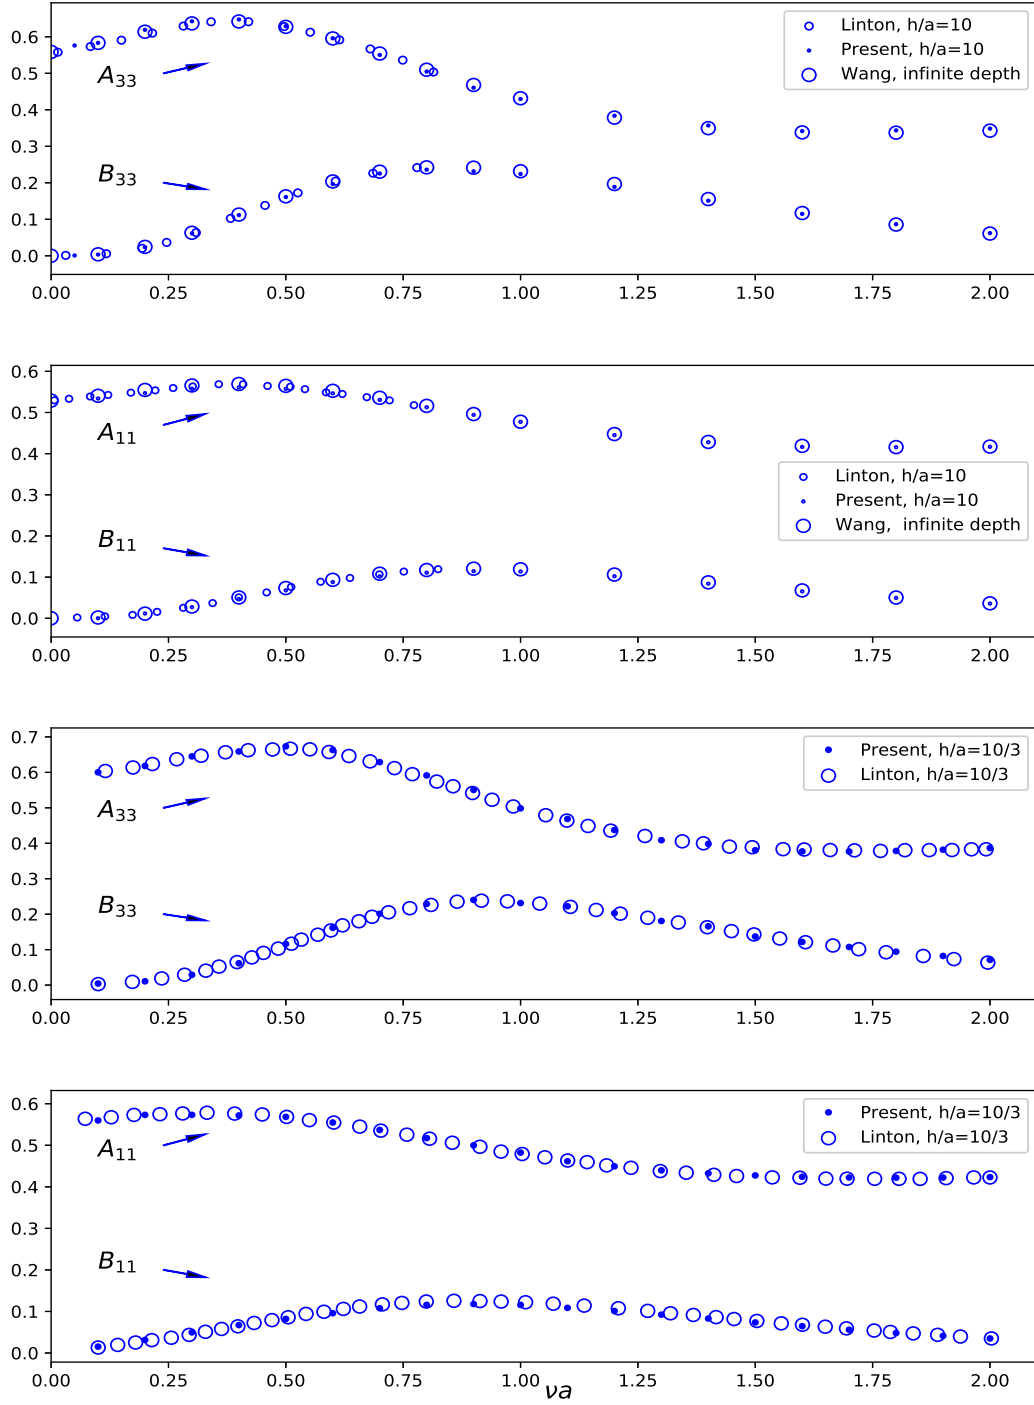 0.6
0.5
0.4
0.3
0.2
0.1
0.0
A33
B33
Linton, h/a=10
Present, h/a=10
Wang, infinite depth
0.00 0.25 0.50 0.75 1.00 1.25 1.50 1.75 2.00
0.6
0.5
0.4
0.3
0.2
0.1
0.0
A11
B11
Linton, h/a=10
Present, h/a=10
Wang, infinite depth
0.00 0.25 0.50 0.75 1.00 1.25 1.50 1.75 2.00
0.7
0.6
0.5
0.4
0.3
0.2
0.1
0.0
A33
B33
Present, h/a=10/3
Linton, h/a=10/3
0.00 0.25 0.50 0.75 1.00 1.25 1.50 1.75 2.00
0.6
0.5
0.4
0.3
0.2
0.1
0.0
A11
B11
Present, h/a=10/3
Linton, h/a=10/3
0.00 0.25 0.50 0.75 1.00 1.25 1.50 1.75 2.00
νa